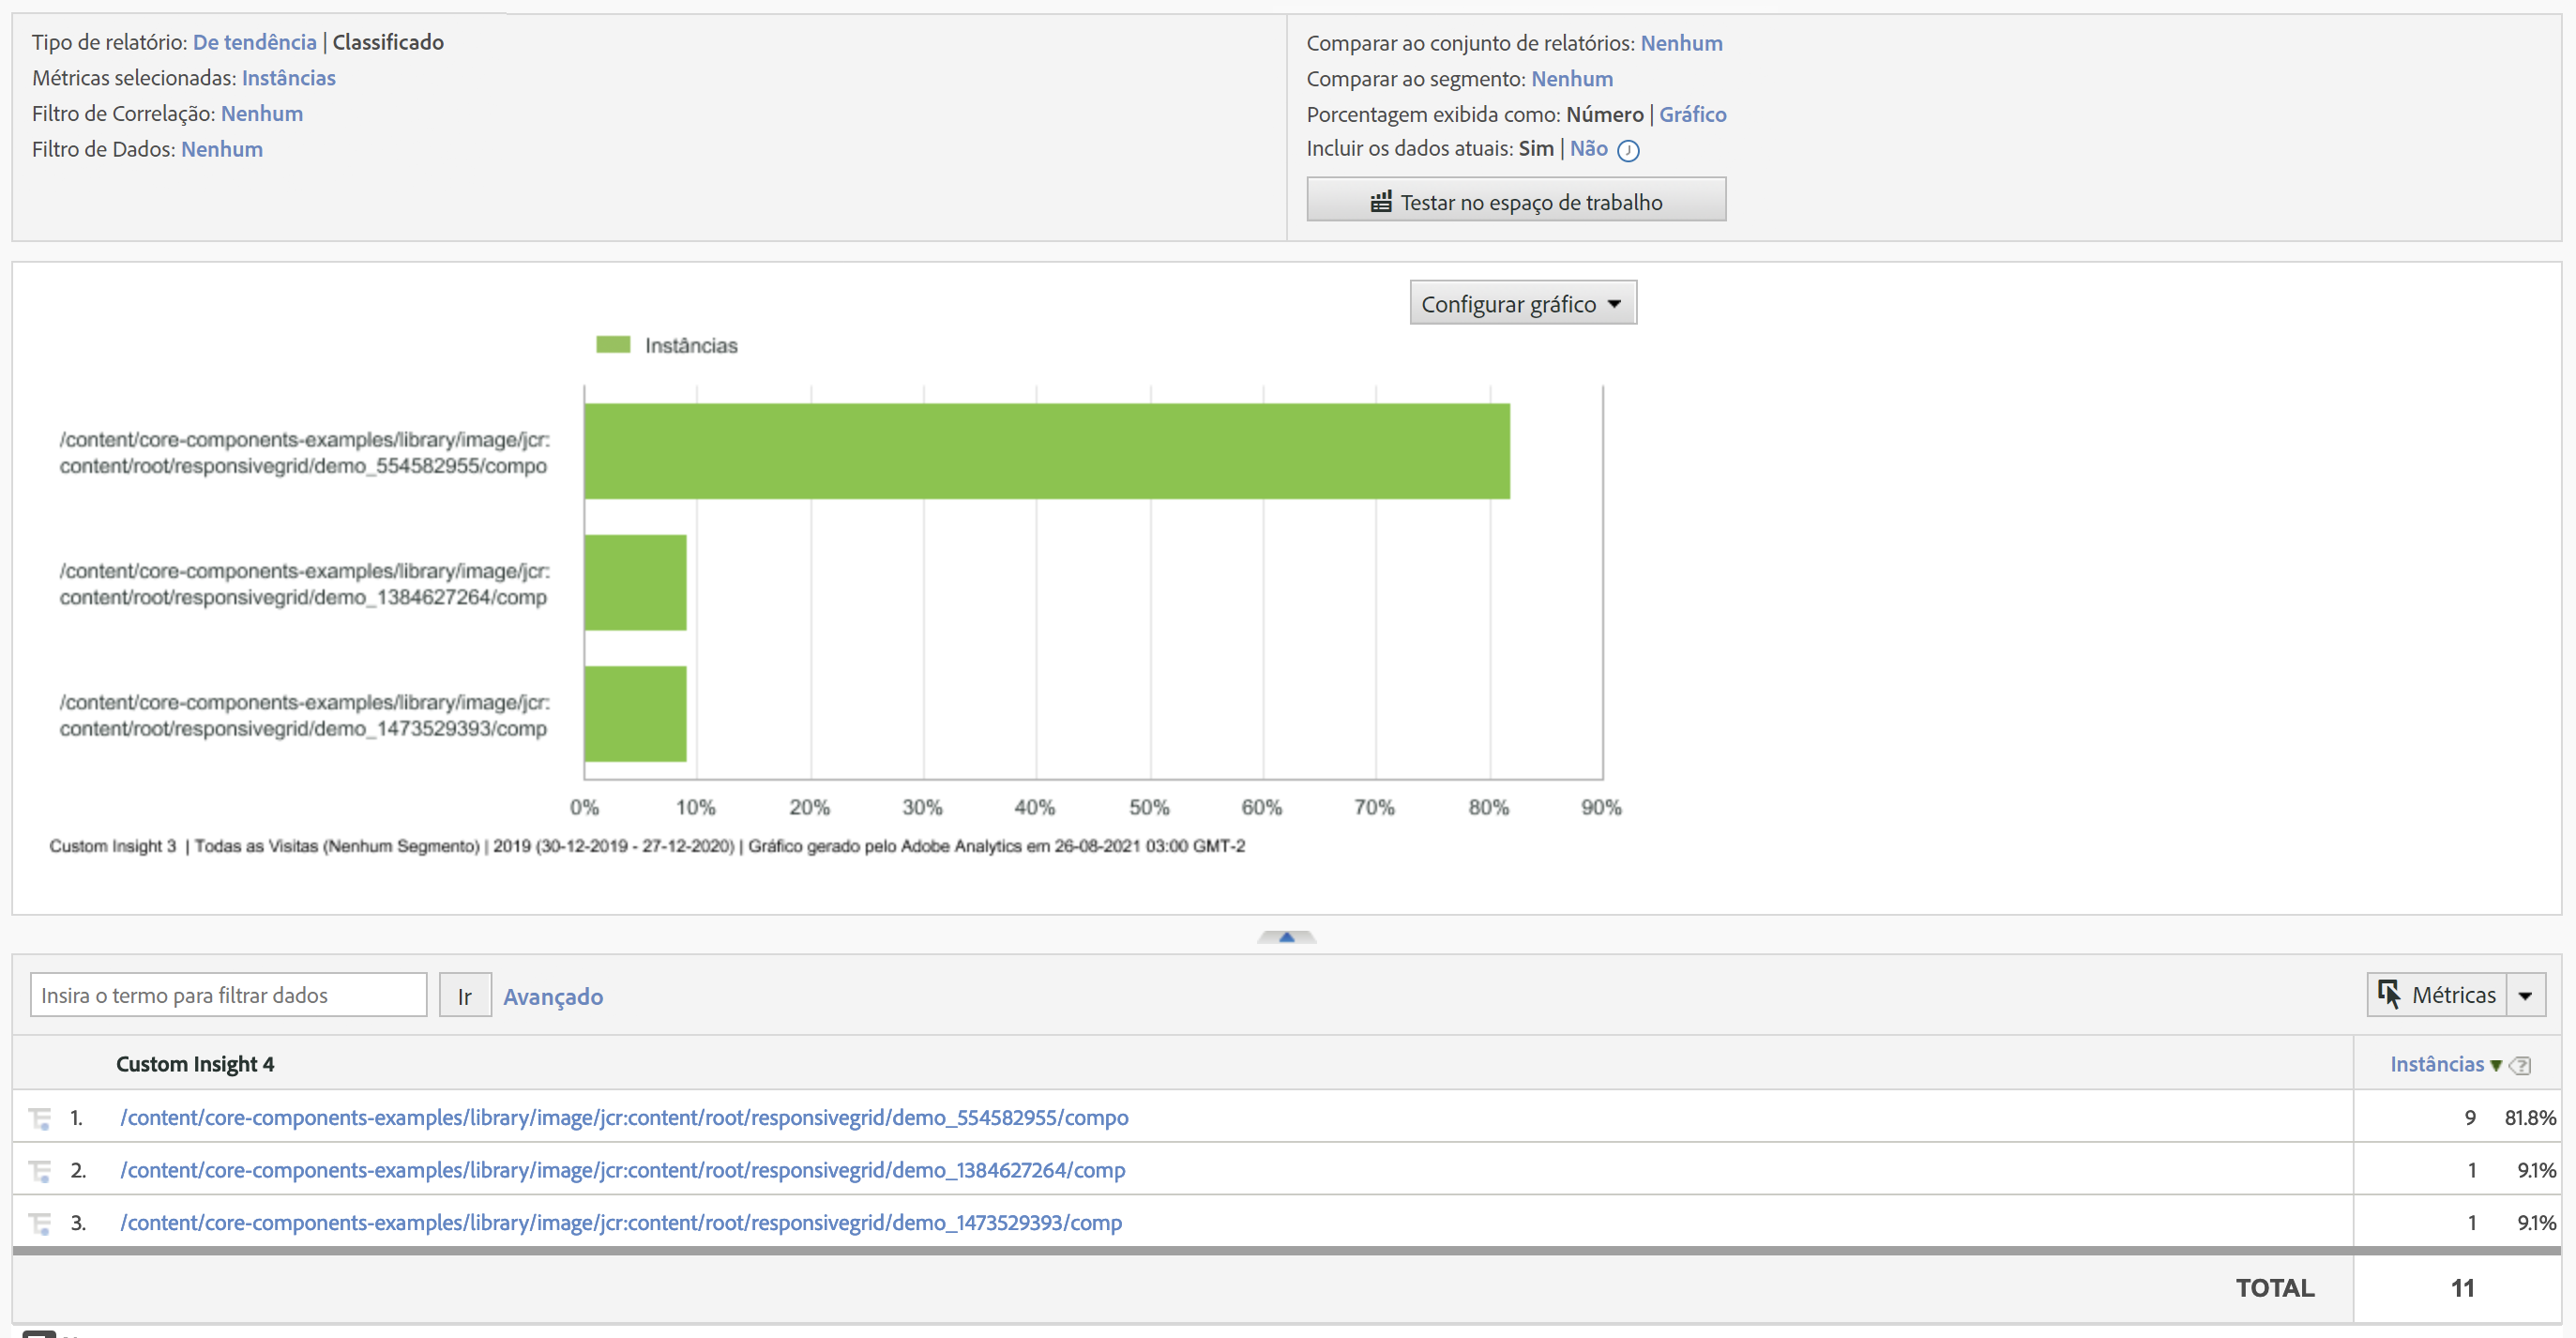 Tipo de relatório: De tendência | Classificado
Métricas selecionadas: Instâncias
Filtro de Correlação: Nenhum
Filtro de Dados: Nenhum
Comparar ao conjunto de relatórios: Nenhum
Comparar ao segmento: Nenhum
Porcentagem exibida como: Número | Gráfico
Incluir os dados atuais: Sim | Não
Testar no espaço de trabalho
Configurar gráfico
Instâncias
/content/core-components-examples/library/image/jcr:
content/root/responsivegrid/demo_554582955/compo
/content/core-components-examples/library/image/jcr:
content/root/responsivegrid/demo_1384627264/comp
/content/core-components-examples/library/image/jcr:
content/root/responsivegrid/demo_1473529393/comp
0% 10% 20% 30% 40% 50% 60% 70% 80% 90%
Custom Insight 3 | Todas as Visitas (Nenhum Segmento) | 2019 (30-12-2019 - 27-12-2020) | Gráfico gerado pelo Adobe Analytics em 26-08-2021 03:00 GMT-2
Insira o termo para filtrar dados Ir Avançado Métricas
Custom Insight 4 Instâncias
1. /content/core-components-examples/library/image/jcr:content/root/responsivegrid/demo_554582955/compo 9 81.8%
2. /content/core-components-examples/library/image/jcr:content/root/responsivegrid/demo_1384627264/comp 1 9.1%
3. /content/core-components-examples/library/image/jcr:content/root/responsivegrid/demo_1473529393/comp 1 9.1%
TOTAL 11